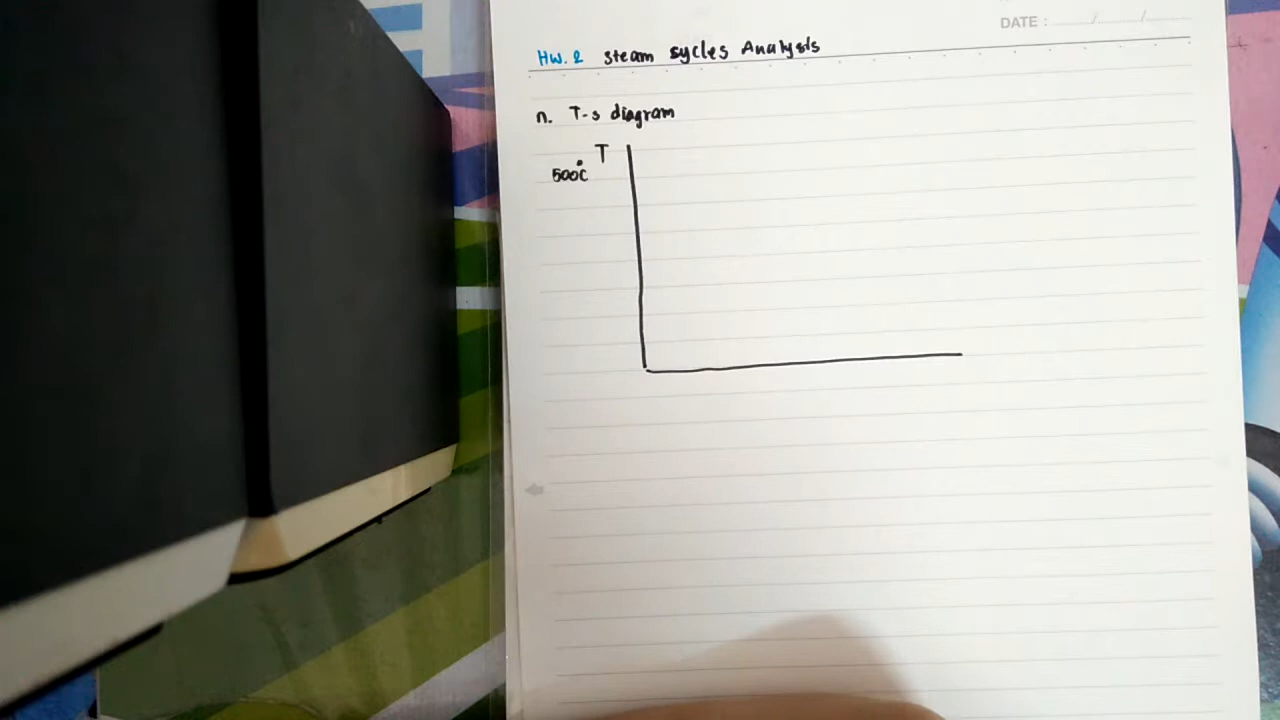 DATE : / /
HW. 2 steam sycles Analysis
n. T-s diagram
T
500°C